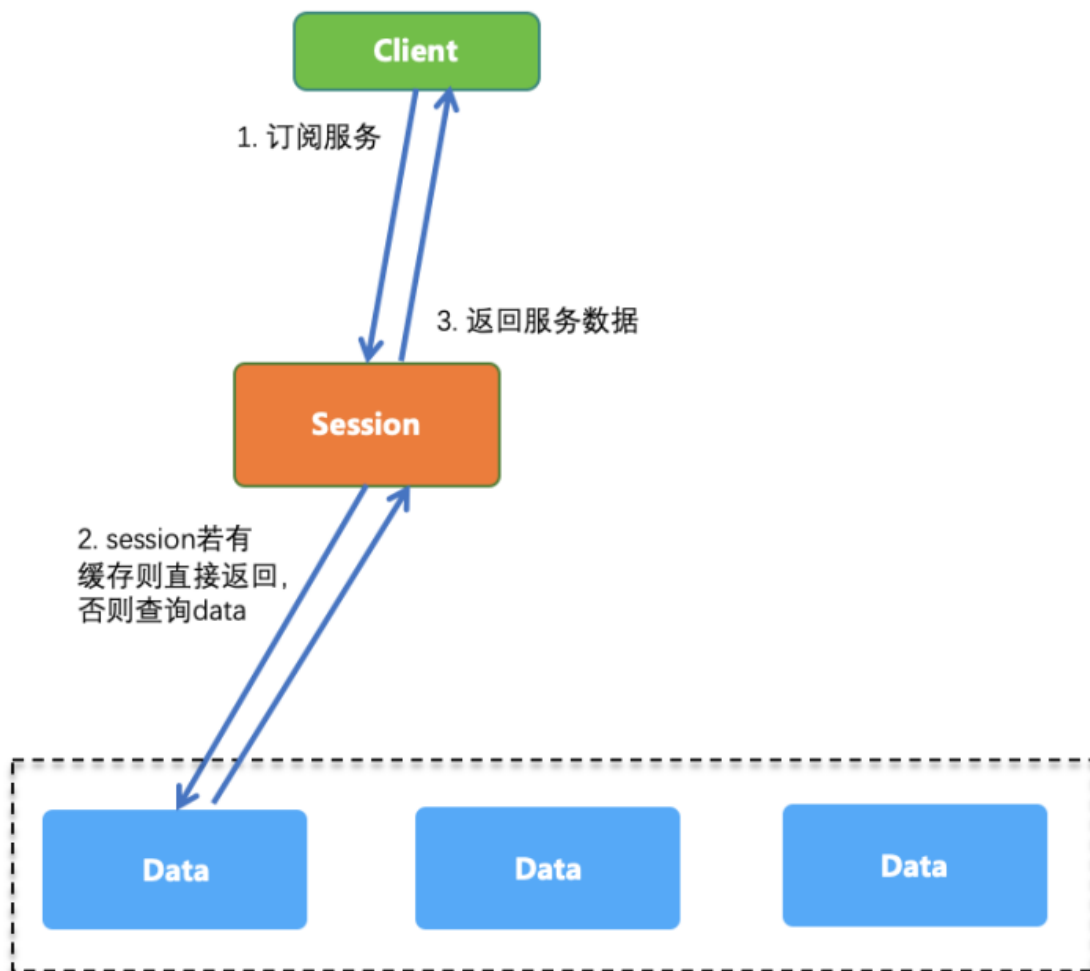 Client
1. 订阅服务
3. 返回服务数据
Session
2. session若有
缓存则直接返回，
否则查询data
Data
Data
Data